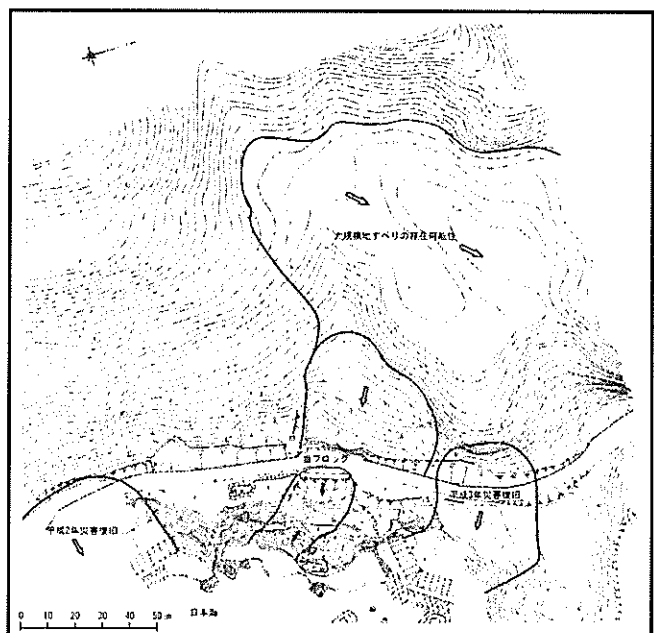 大規模地すべりの存在可能性
当ブロック
平成3年災害復旧
平成2年災害復旧
0 10 20 30 40 50 m
日本海